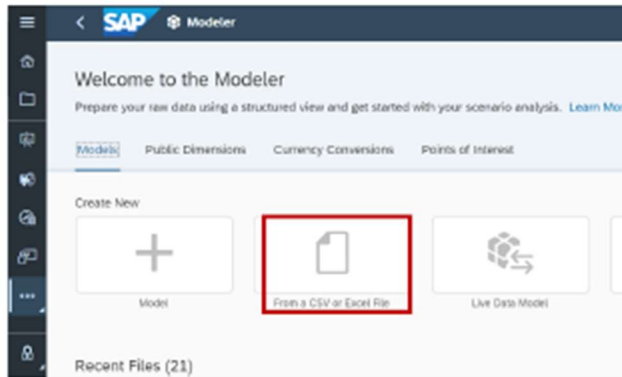 SAP Modeler
Welcome to the Modeler
Prepare your raw data using a structured view and get started with your scenario analysis. Learn Mo
Models Public Dimensions Currency Conversions Points of Interest
Create New
Model From a CSV or Excel File Live Data Model
Recent Files (21)